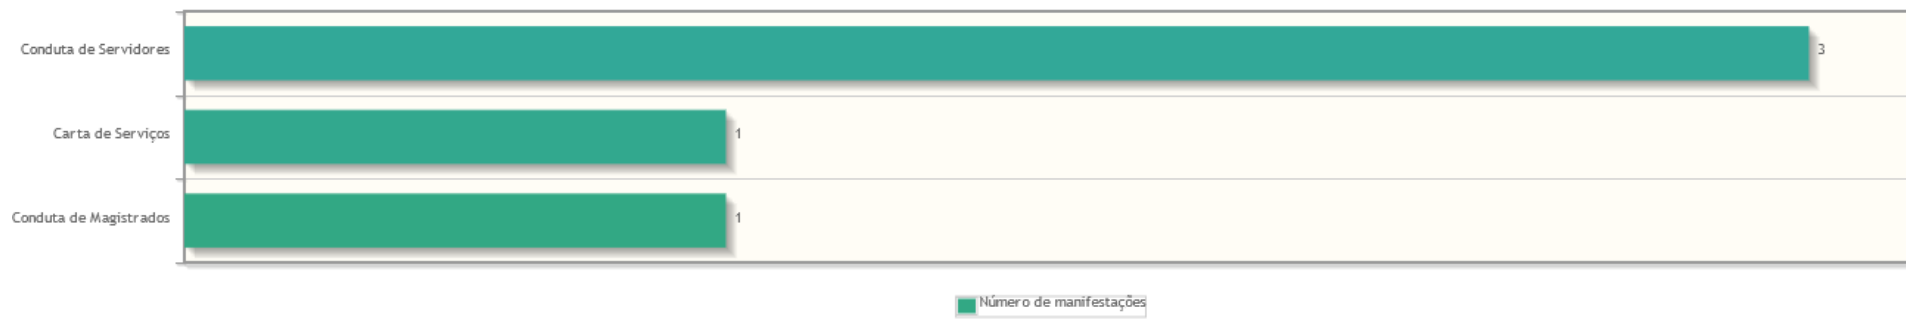 Conduta de Servidores
3
Carta de Serviços
1
Conduta de Magistrados
1
Número de manifestações